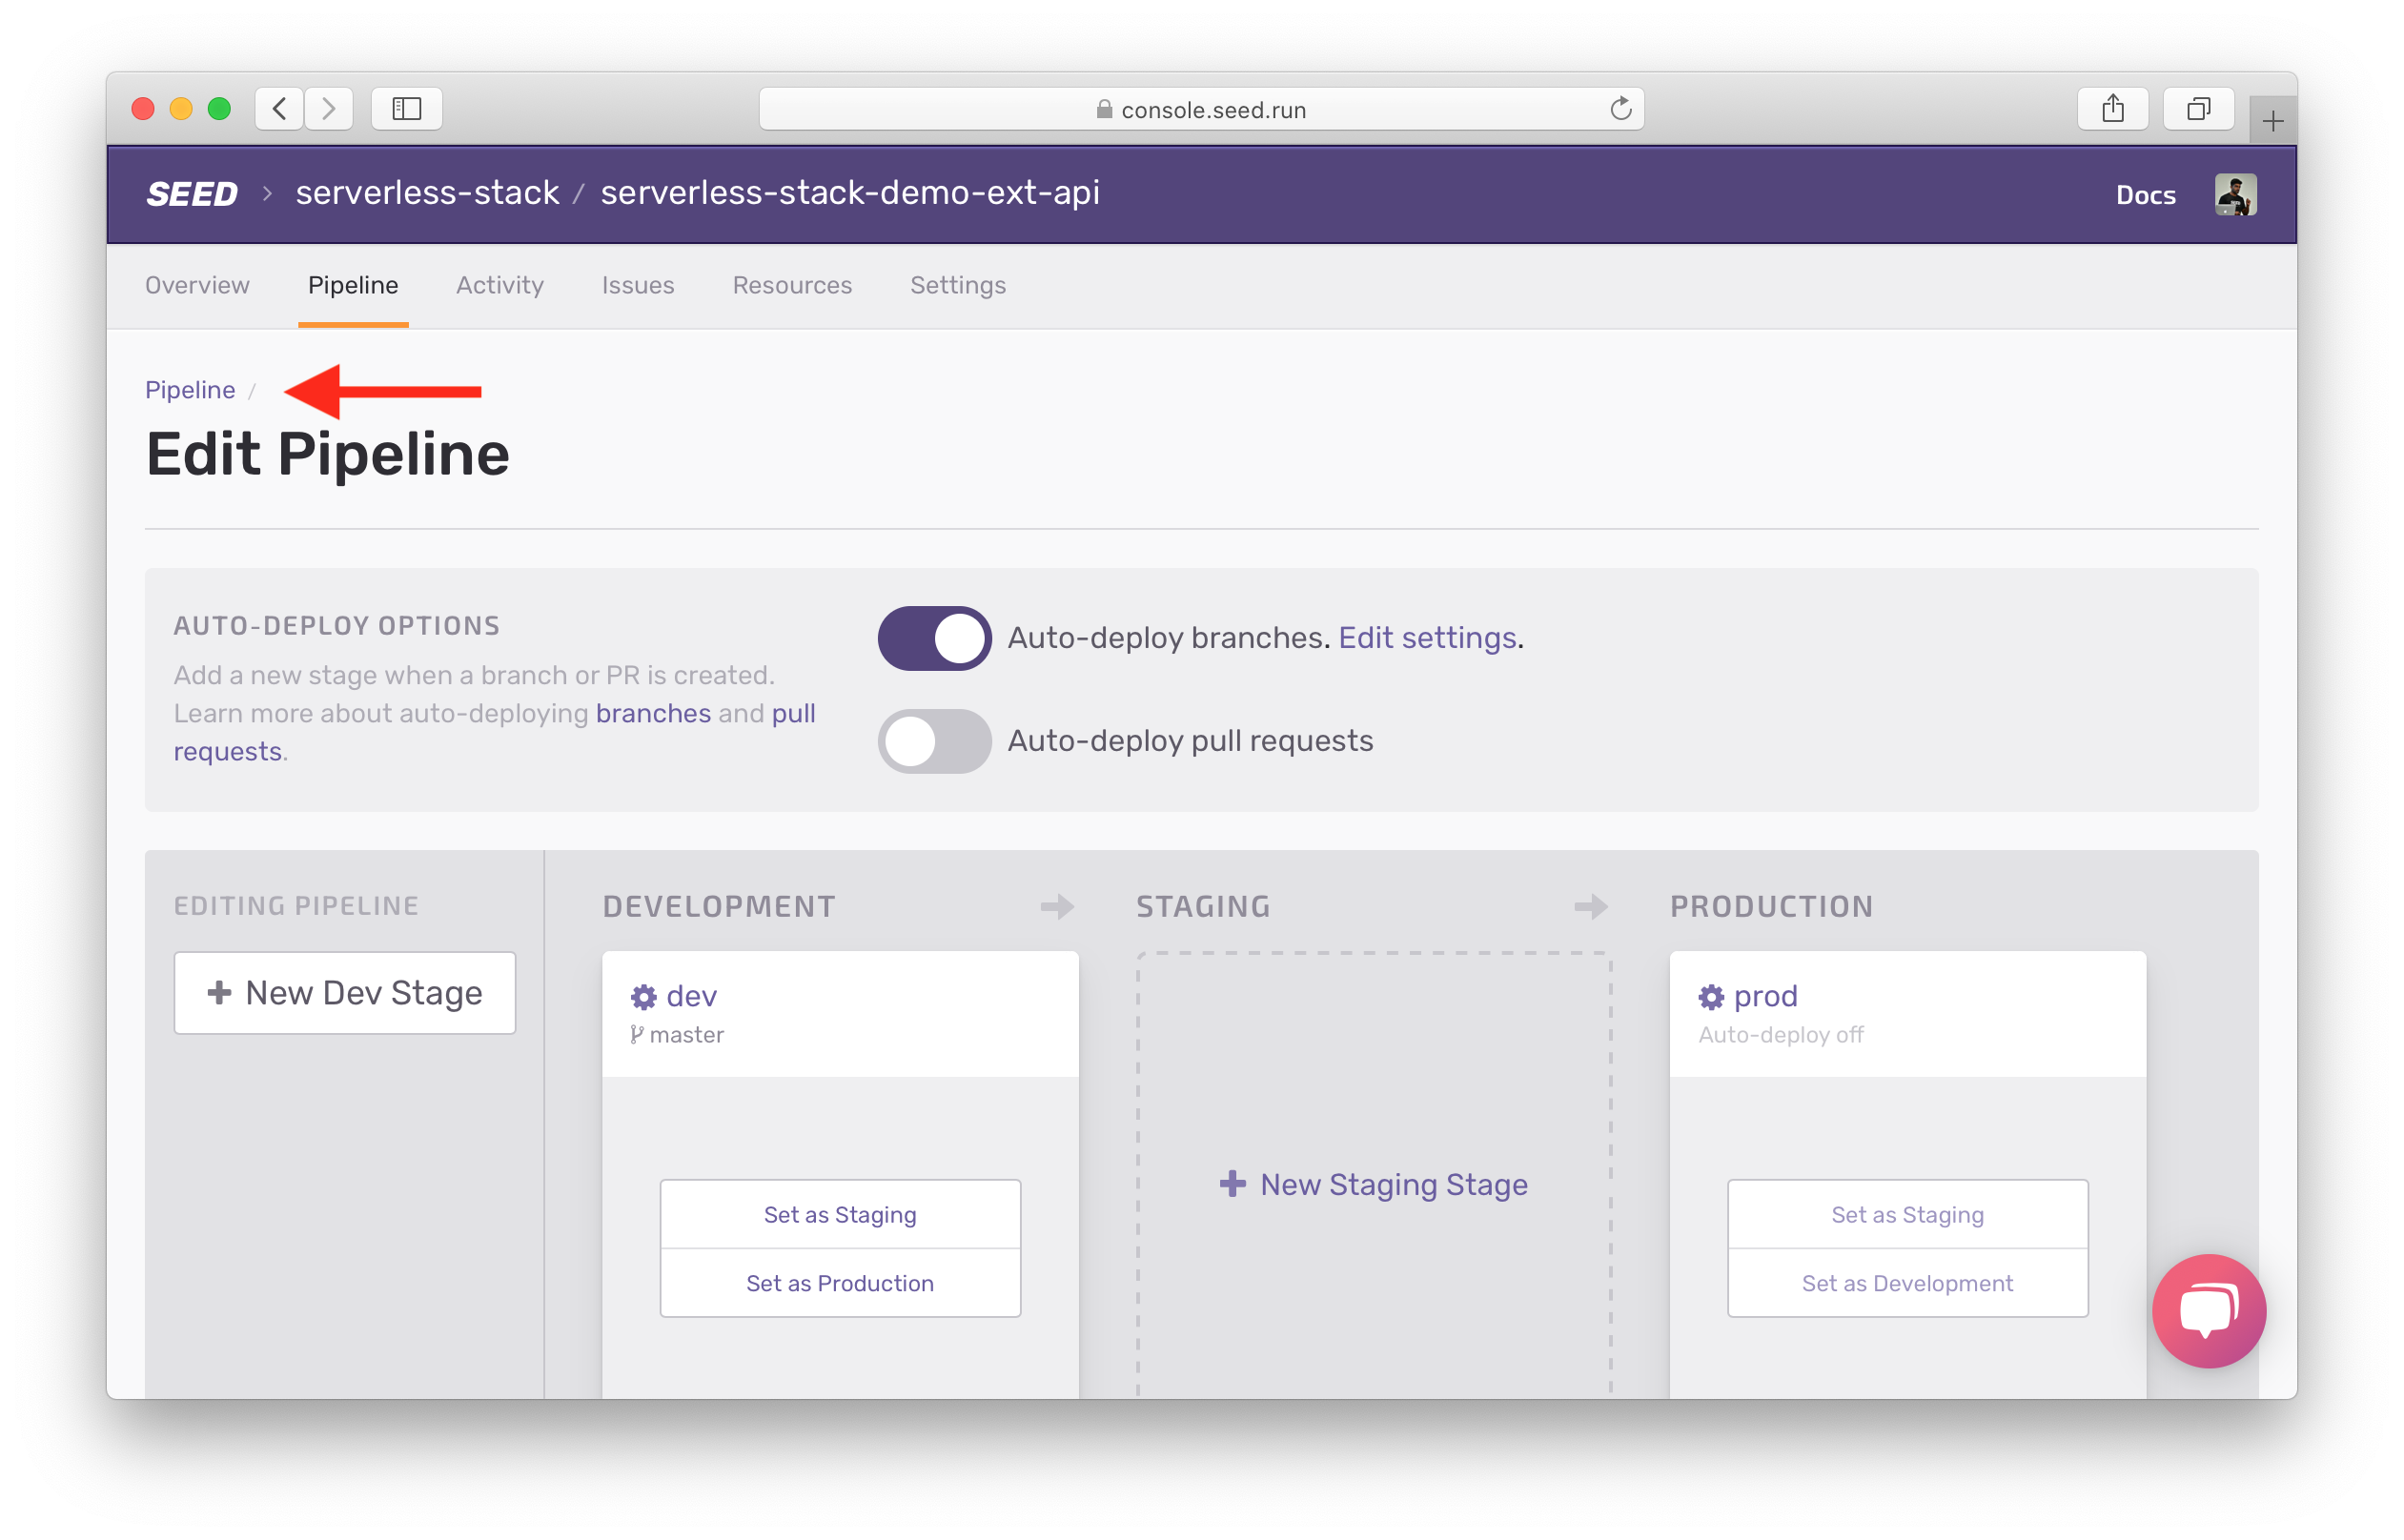 console.seed.run
SEED > serverless-stack / serverless-stack-demo-ext-api
Docs
Overview Pipeline Activity Issues Resources Settings
Pipeline /
Edit Pipeline
AUTO-DEPLOY OPTIONS
Add a new stage when a branch or PR is created.
Learn more about auto-deploying branches and pull
requests.
Auto-deploy branches. Edit settings.
Auto-deploy pull requests
EDITING PIPELINE
+ New Dev Stage
DEVELOPMENT
dev
master
Set as Staging
Set as Production
STAGING
+ New Staging Stage
PRODUCTION
prod
Auto-deploy off
Set as Staging
Set as Development